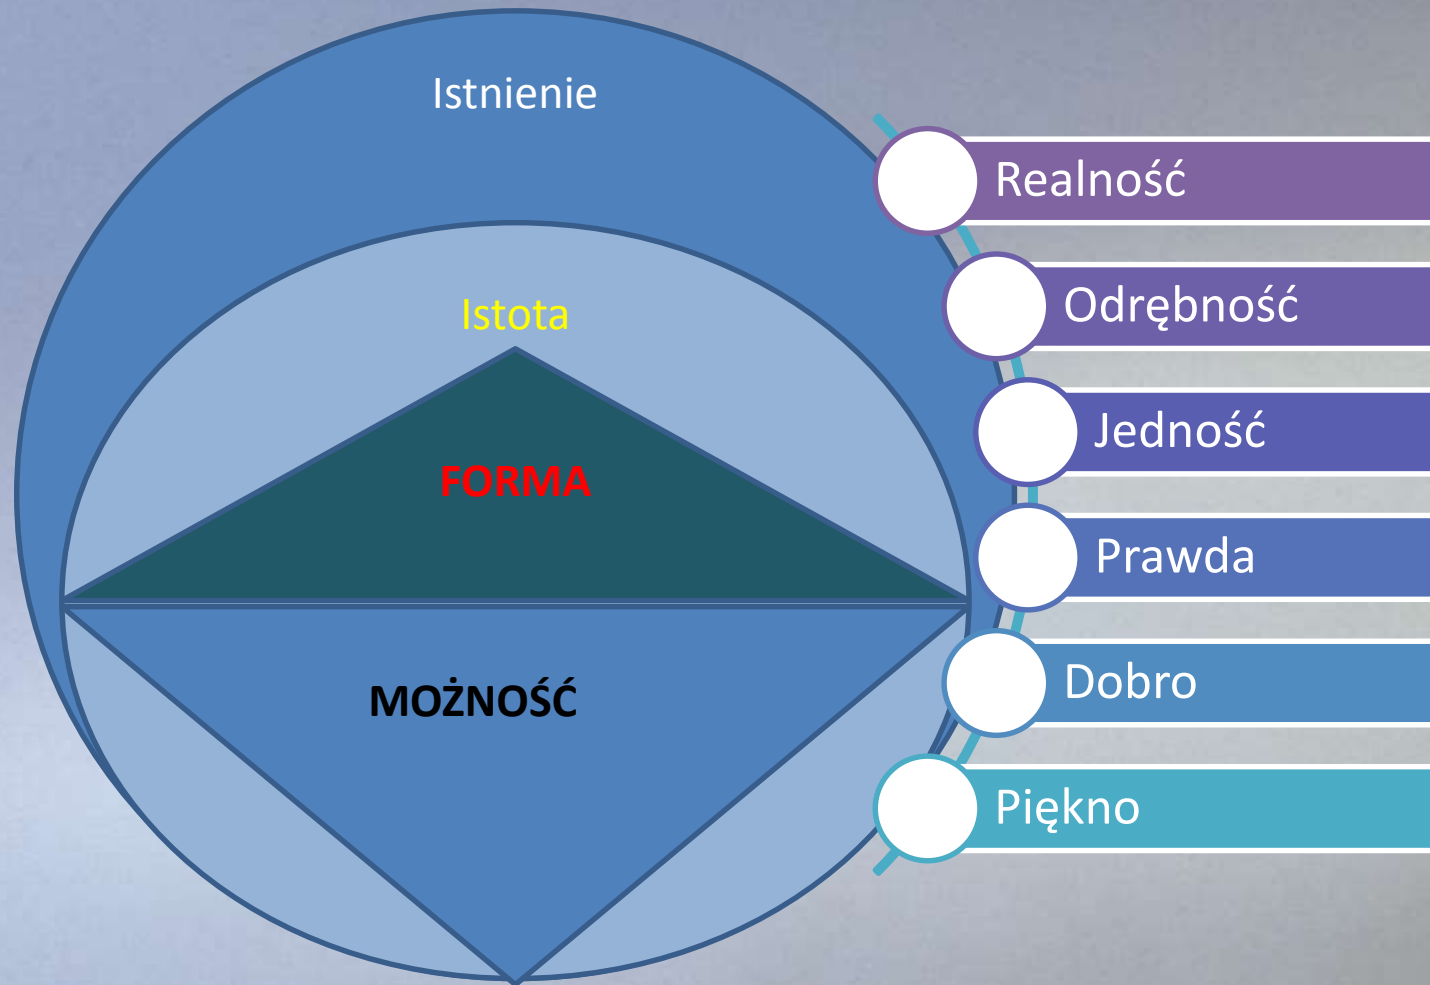 Istnienie
Istota
FORMA
MOŻNOŚĆ
Realność
Odrębność
Jedność
Prawda
Dobro
Piękno